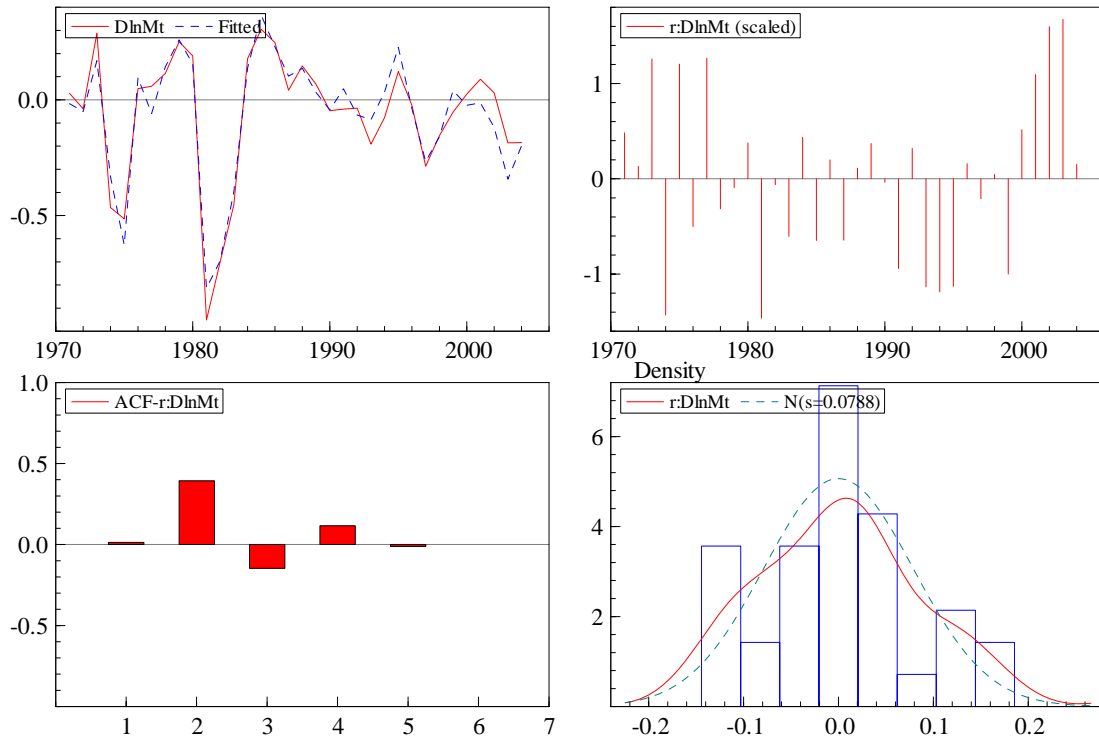 DlnMt Fitted
0.0
-0.5
1970 1980 1990 2000
r:DlnMt (scaled)
1
0
-1
1970 1980 1990 2000
ACF-r:DlnMt
1.0
0.5
0.0
-0.5
1 2 3 4 5 6 7
Density
r:DlnMt N(s=0.0788)
6
4
2
-0.2 -0.1 0.0 0.1 0.2